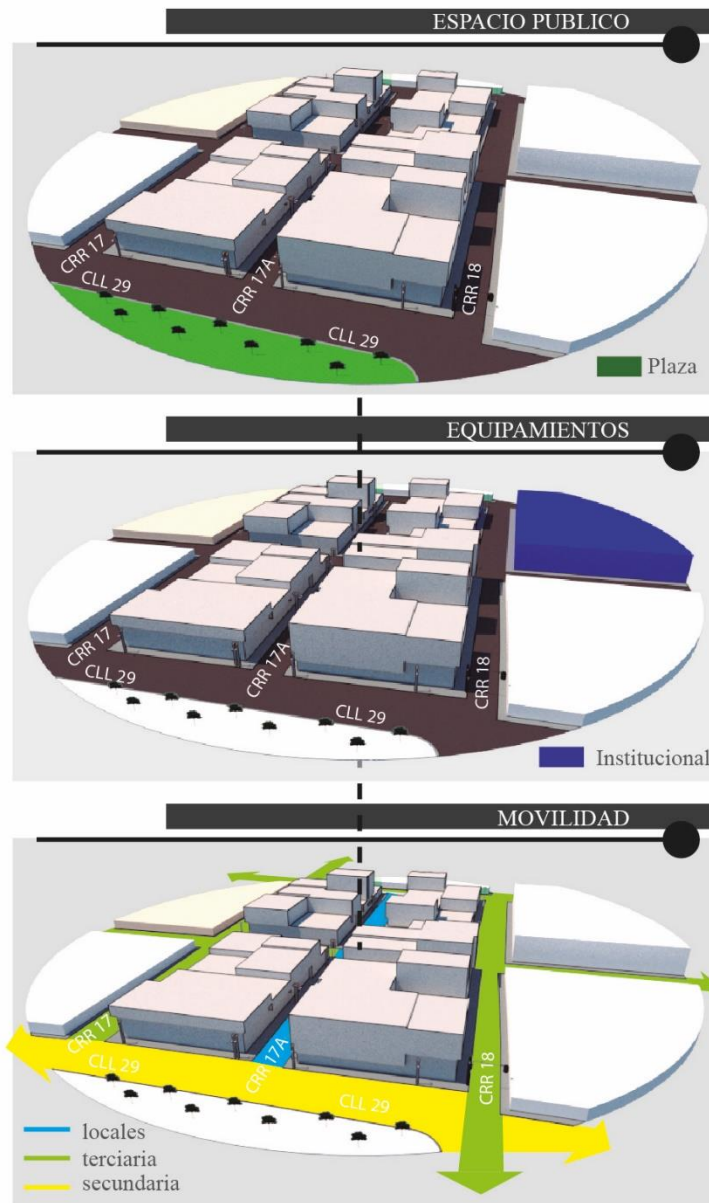 ESPACIO PUBLICO
CRR 17
CLL 29
CRR 17A
CLL 29
CRR 18
Plaza
EQUIPAMIENTOS
CRR 17
CLL 29
CRR 17A
CLL 29
CRR 18
Institucional
MOVILIDAD
CRR 17
CLL 29
CRR 17A
CLL 29
CRR 18
locales
terciaria
secundaria